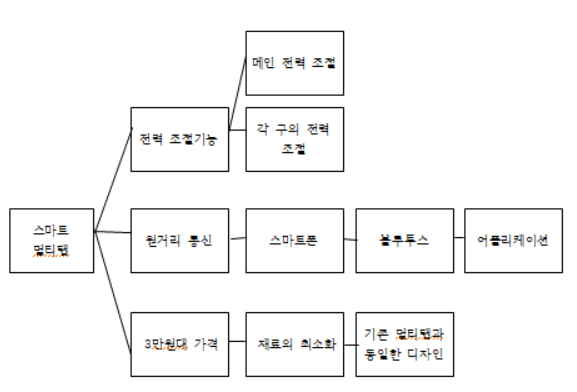 메인 전력 조절
전력 조절기능
각 구의 전력
조절
스마트
멀티탭
원거리 통신
스마트폰
블루투스
어플리케이션
3만원대 가격
재료의 최소화
기존 멀티탭과
동일한 디자인